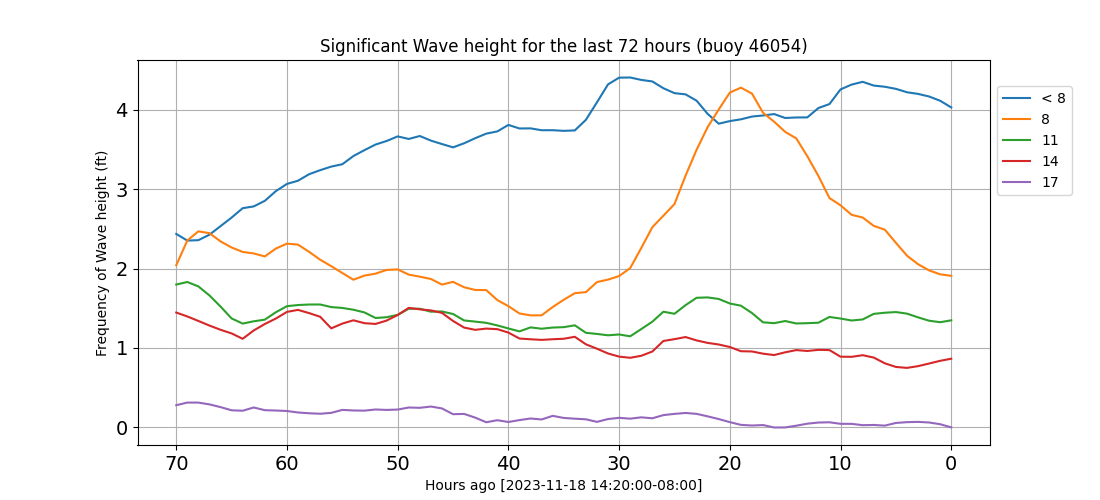 Significant Wave height for the last 72 hours (buoy 46054)
Frequency of Wave height (ft)
4
3
2
1
0
70 60 50 40 30 20 10 0
Hours ago [2023-11-18 14:20:00-08:00]
< 8
8
11
14
17